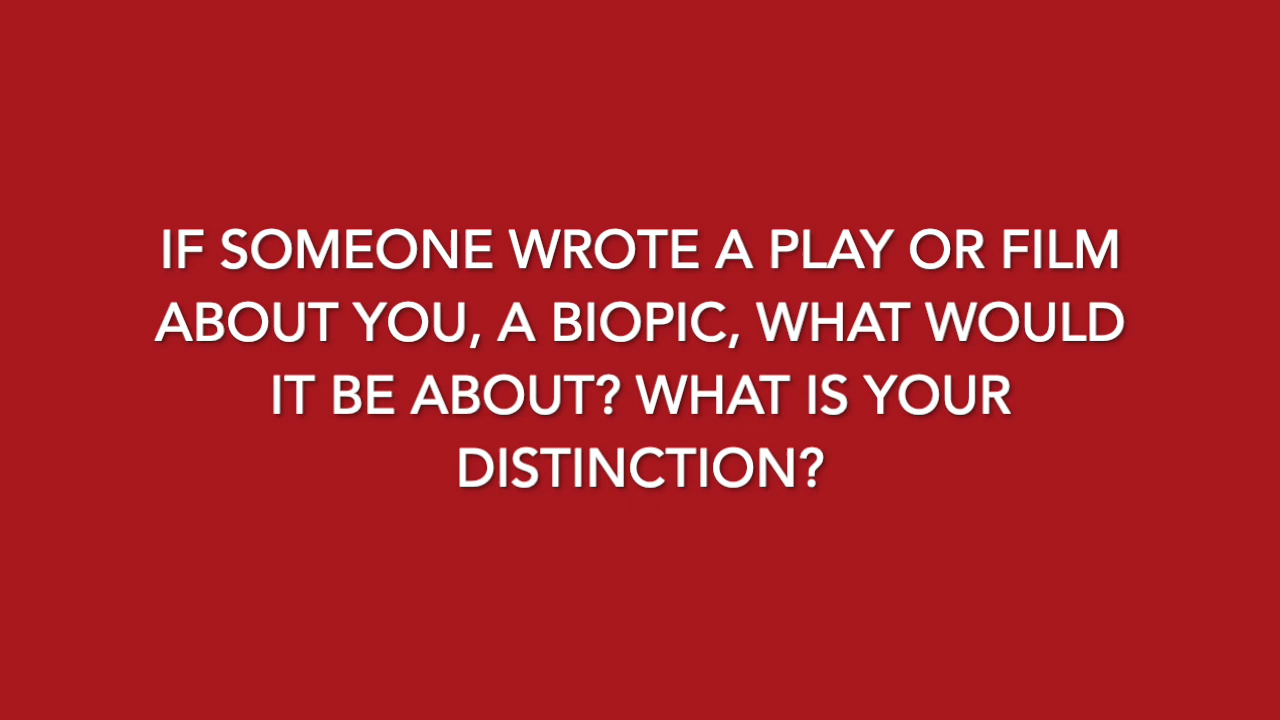 IF SOMEONE WROTE A PLAY OR FILM
ABOUT YOU, A BIOPIC, WHAT WOULD
IT BE ABOUT? WHAT IS YOUR
DISTINCTION?